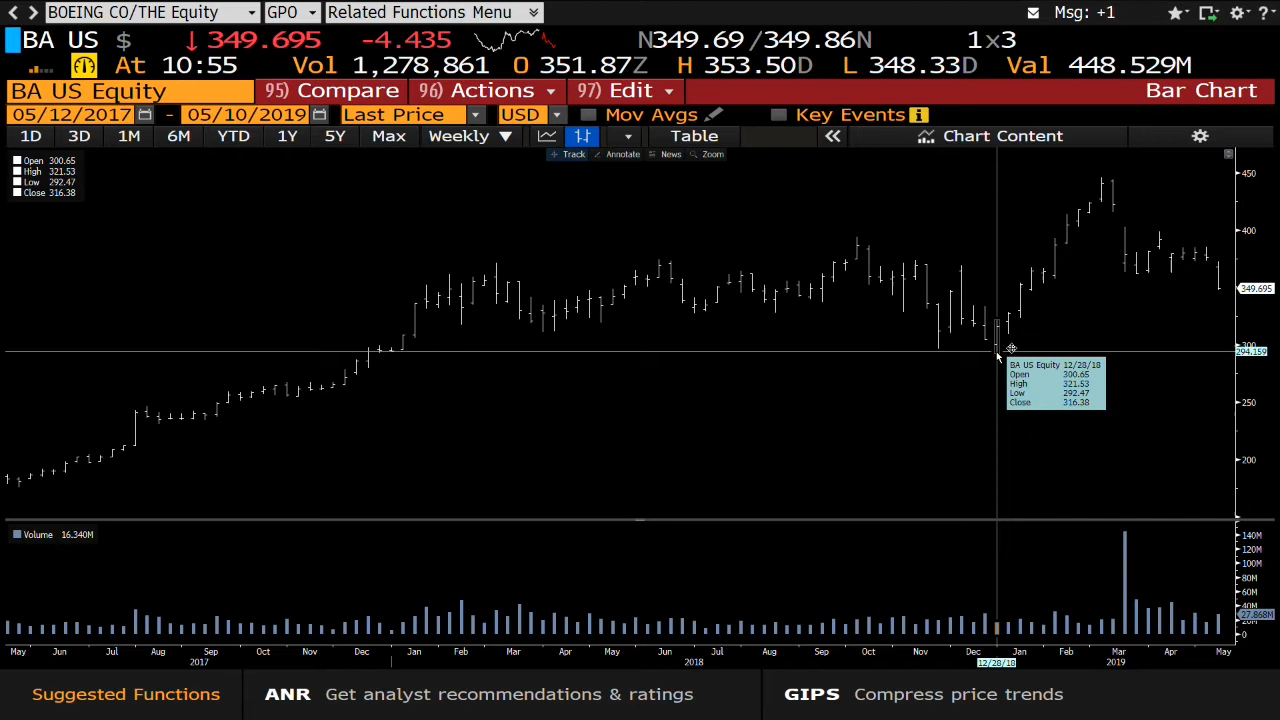 BOEING CO/THE Equity GPO Related Functions Menu Msg: +1 ?
BA US $ ↓ 349.695 -4.435 N349.69 /349.86N 1x3
At 10:55 Vol 1,278,861 O 351.87Z H 353.50D L 348.33D Val 448.529M
BA US Equity 95) Compare 96) Actions 97) Edit Bar Chart
05/12/2017 - 05/10/2019 Last Price USD Mov Avgs Key Events i
1D 3D 1M 6M YTD 1Y 5Y Max Weekly ▼ Table « Chart Content
Track Annotate News Zoom
Open 300.65
High 321.53
Low 292.47
Close 316.38
450
400
349.695
300
294.159
BA US Equity 12/28/18
Open 300.65
High 321.53
Low 292.47
Close 316.38
250
200
Volume 16.340M
140M
120M
100M
80M
60M
40M
27.868M
20M
0
May Jun Jul Aug Sep Oct Nov Dec Jan Feb Mar Apr May Jun Jul Aug Sep Oct Nov Dec Jan Feb Mar Apr May
2017 2018 12/28/18 2019
Suggested Functions ANR Get analyst recommendations & ratings GIPS Compress price trends